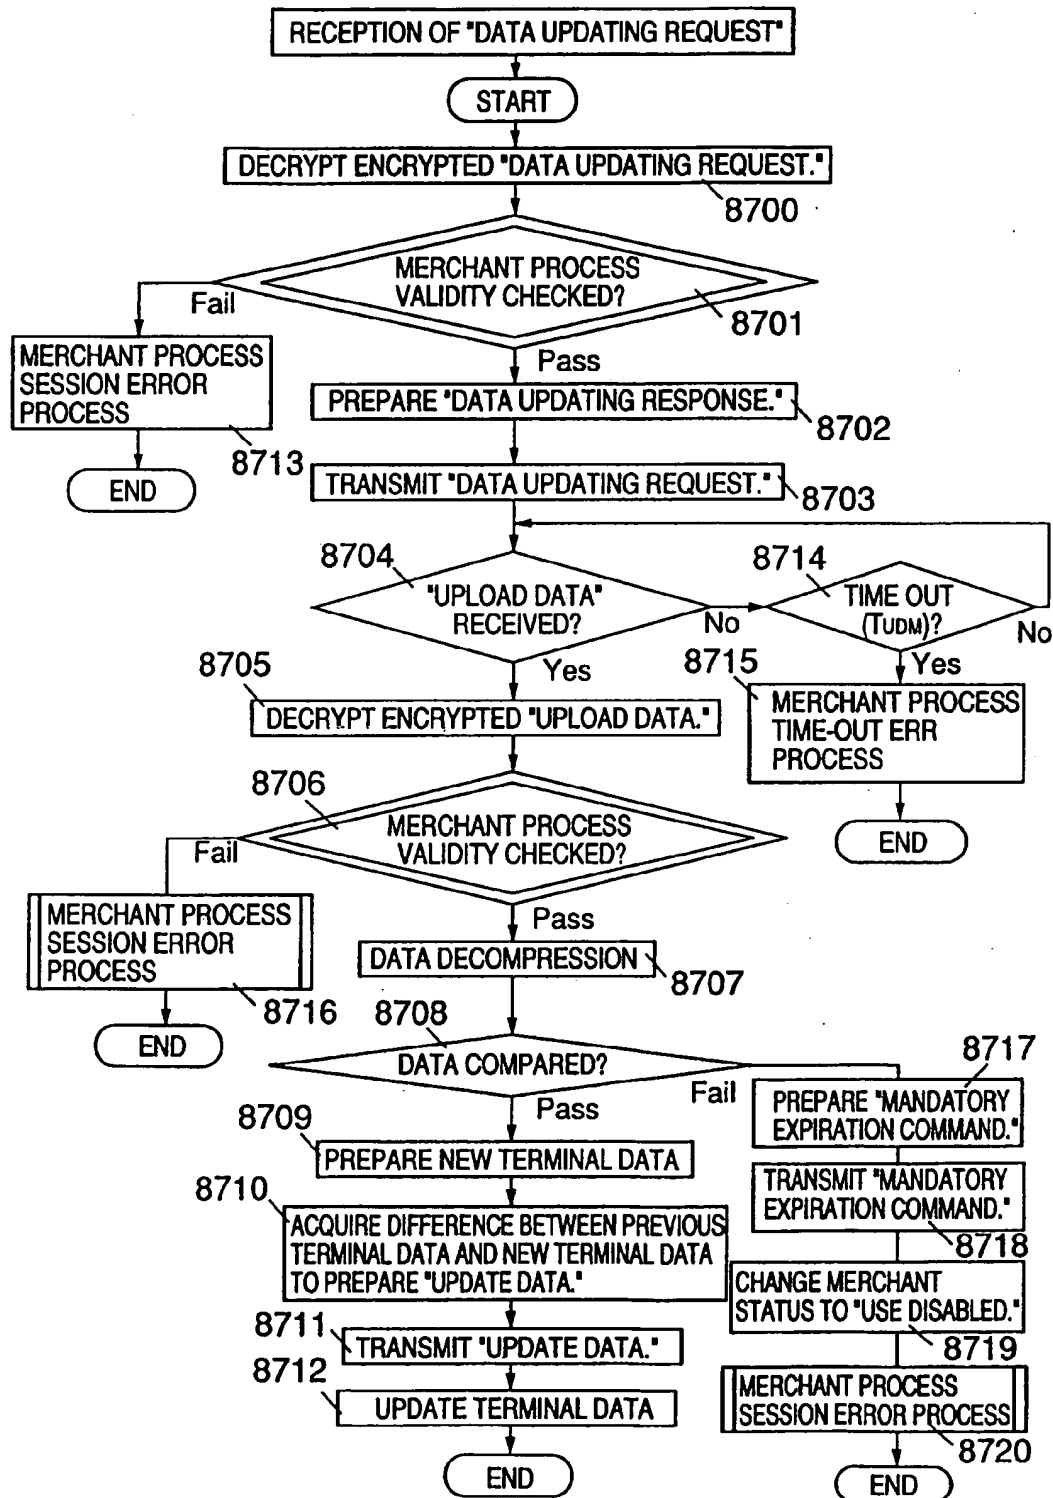 RECEPTION OF "DATA UPDATING REQUEST"
START
DECRYPT ENCRYPTED "DATA UPDATING REQUEST."
8700
MERCHANT PROCESS
VALIDITY CHECKED?
8701
Fail
Pass
MERCHANT PROCESS
SESSION ERROR
PROCESS
8713
END
PREPARE "DATA UPDATING RESPONSE."
8702
TRANSMIT "DATA UPDATING REQUEST."
8703
8704
"UPLOAD DATA"
RECEIVED?
No
Yes
8714
TIME OUT
(TUDM)?
No
Yes
8715
MERCHANT PROCESS
TIME-OUT ERR
PROCESS
END
8705
DECRYPT ENCRYPTED "UPLOAD DATA."
8706
MERCHANT PROCESS
VALIDITY CHECKED?
Fail
Pass
MERCHANT PROCESS
SESSION ERROR
PROCESS
8716
END
DATA DECOMPRESSION
8707
8708
DATA COMPARED?
Fail
Pass
8709
PREPARE NEW TERMINAL DATA
8710
ACQUIRE DIFFERENCE BETWEEN PREVIOUS
TERMINAL DATA AND NEW TERMINAL DATA
TO PREPARE "UPDATE DATA."
8711
TRANSMIT "UPDATE DATA."
8712
UPDATE TERMINAL DATA
END
8717
PREPARE "MANDATORY
EXPIRATION COMMAND."
TRANSMIT "MANDATORY
EXPIRATION COMMAND."
8718
CHANGE MERCHANT
STATUS TO "USE DISABLED."
8719
MERCHANT PROCESS
SESSION ERROR PROCESS
8720
END